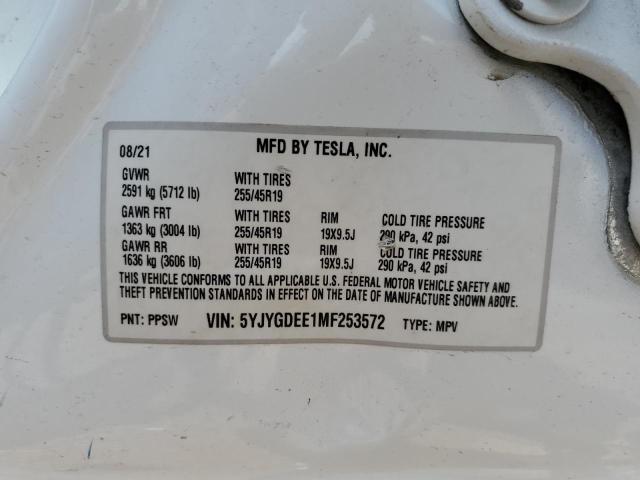 08/21 MFD BY TESLA, INC.
GVWR WITH TIRES
2591 kg (5712 lb) 255/45R19
GAWR FRT WITH TIRES RIM COLD TIRE PRESSURE
1363 kg (3004 lb) 255/45R19 19X9.5J 290 kPa, 42 psi
GAWR RR WITH TIRES RIM COLD TIRE PRESSURE
1636 kg (3606 lb) 255/45R19 19X9.5J 290 kPa, 42 psi
THIS VEHICLE CONFORMS TO ALL APPLICABLE U.S. FEDERAL MOTOR VEHICLE SAFETY AND
THEFT PREVENTION STANDARDS IN EFFECT ON THE DATE OF MANUFACTURE SHOWN ABOVE.
PNT: PPSW VIN: 5YJYGDEE1MF253572 TYPE: MPV